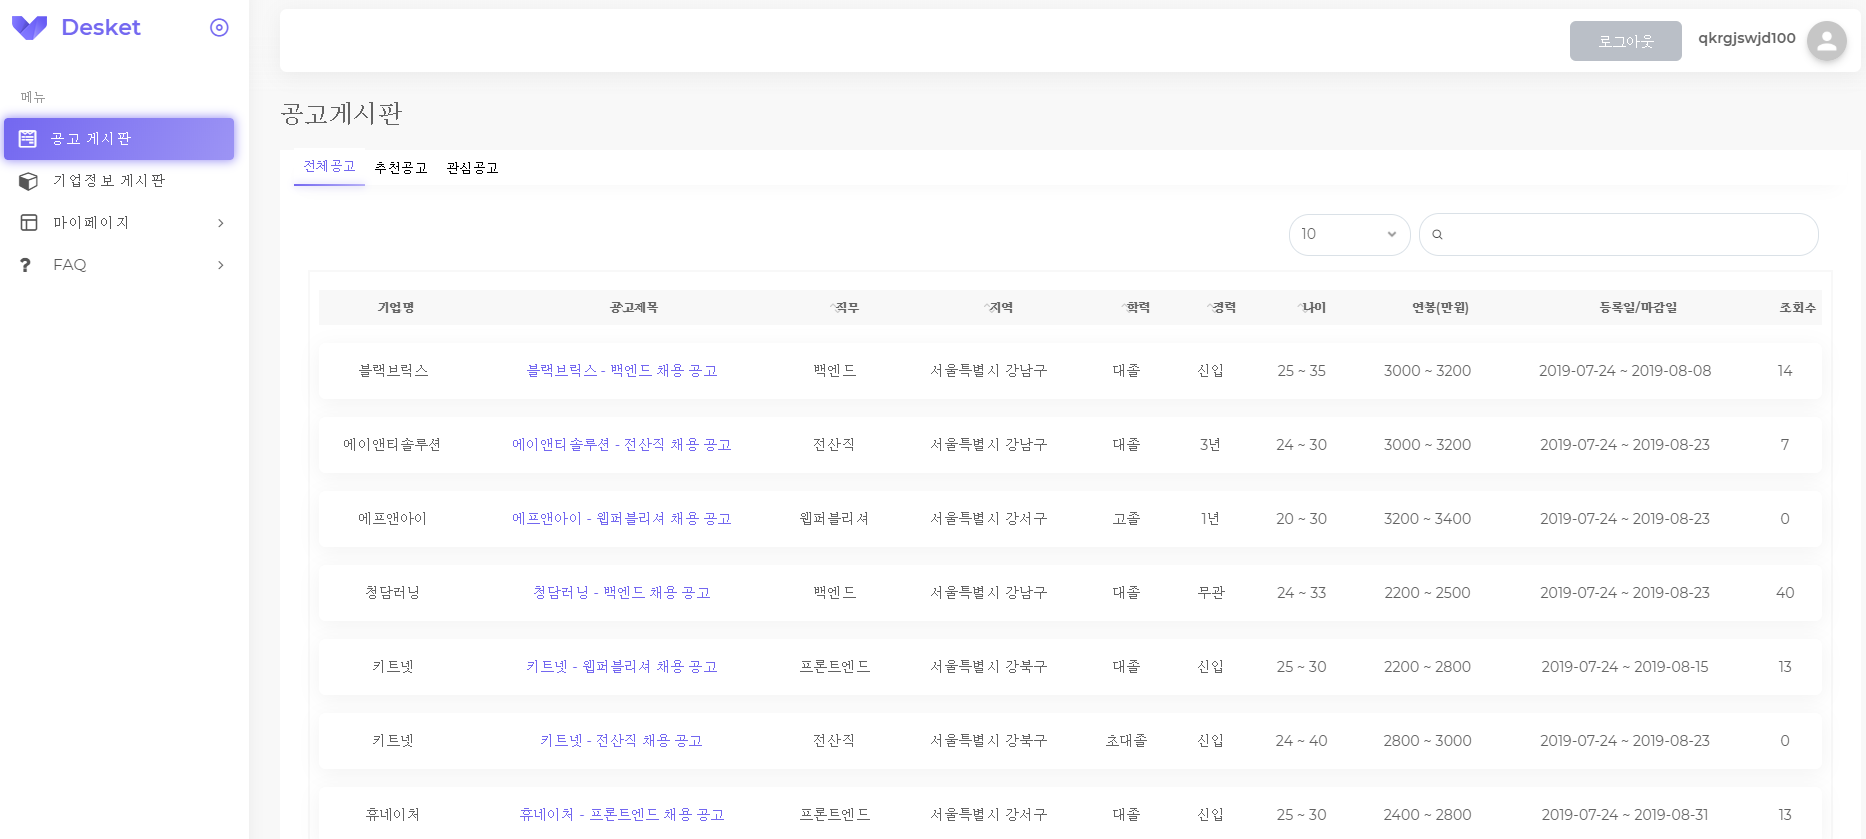 Desket
로그아웃 qkrgjswjd100
메뉴
공고 게시판
기업정보 게시판
마이페이지
? FAQ
공고게시판
전체공고 추천공고 관심공고
10
기업명 공고제목 직무 지역 학력 경력 나이 연봉(만원) 등록일/마감일 조회수
블랙브릭스 블랙브릭스 - 백엔드 채용 공고 백엔드 서울특별시 강남구 대졸 신입 25 ~ 35 3000 ~ 3200 2019-07-24 ~ 2019-08-08 14
에이앤티솔루션 에이앤티솔루션 - 전산직 채용 공고 전산직 서울특별시 강남구 대졸 3년 24 ~ 30 3000 ~ 3200 2019-07-24 ~ 2019-08-23 7
에프앤아이 에프앤아이 - 웹퍼블리셔 채용 공고 웹퍼블리셔 서울특별시 강서구 고졸 1년 20 ~ 30 3200 ~ 3400 2019-07-24 ~ 2019-08-23 0
청담러닝 청담러닝 - 백엔드 채용 공고 백엔드 서울특별시 강남구 대졸 무관 24 ~ 33 2200 ~ 2500 2019-07-24 ~ 2019-08-23 40
키트넷 키트넷 - 웹퍼블리셔 채용 공고 프론트엔드 서울특별시 강북구 대졸 신입 25 ~ 30 2200 ~ 2800 2019-07-24 ~ 2019-08-15 13
키트넷 키트넷 - 전산직 채용 공고 전산직 서울특별시 강북구 초대졸 신입 24 ~ 40 2800 ~ 3000 2019-07-24 ~ 2019-08-23 0
휴네이처 휴네이처 - 프론트엔드 채용 공고 프론트엔드 서울특별시 강서구 대졸 신입 25 ~ 30 2400 ~ 2800 2019-07-24 ~ 2019-08-31 13